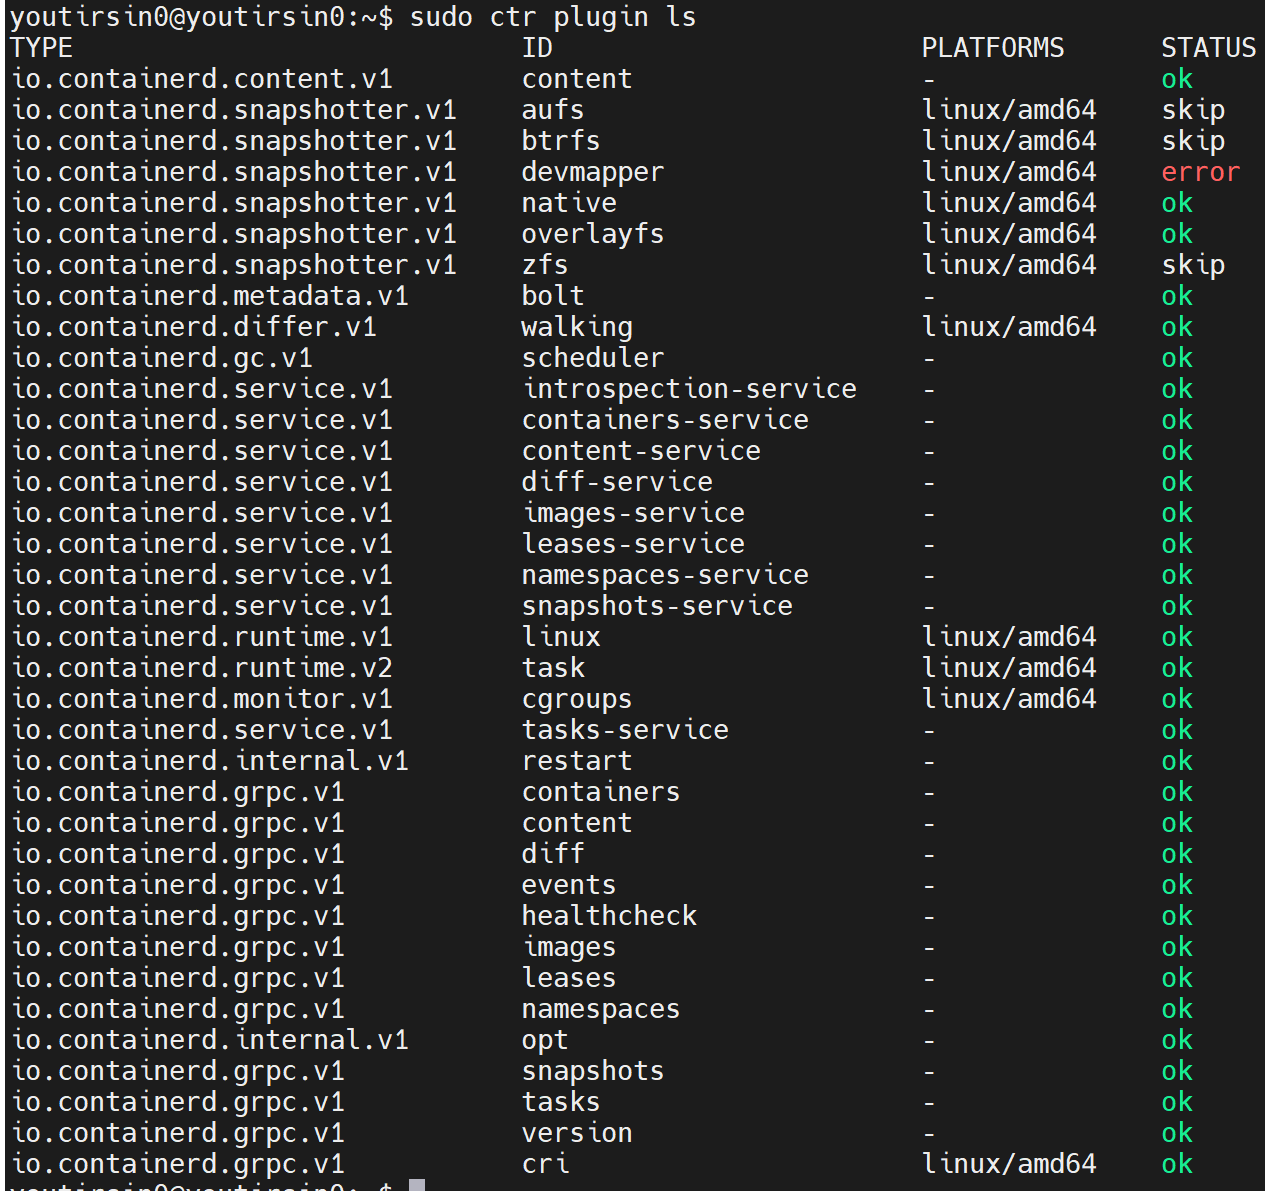 youtirsin0@youtirsin0:~$ sudo ctr plugin ls
TYPE ID PLATFORMS STATUS
io.containerd.content.v1 content - ok
io.containerd.snapshotter.v1 aufs linux/amd64 skip
io.containerd.snapshotter.v1 btrfs linux/amd64 skip
io.containerd.snapshotter.v1 devmapper linux/amd64 error
io.containerd.snapshotter.v1 native linux/amd64 ok
io.containerd.snapshotter.v1 overlayfs linux/amd64 ok
io.containerd.snapshotter.v1 zfs linux/amd64 skip
io.containerd.metadata.v1 bolt - ok
io.containerd.differ.v1 walking linux/amd64 ok
io.containerd.gc.v1 scheduler - ok
io.containerd.service.v1 introspection-service - ok
io.containerd.service.v1 containers-service - ok
io.containerd.service.v1 content-service - ok
io.containerd.service.v1 diff-service - ok
io.containerd.service.v1 images-service - ok
io.containerd.service.v1 leases-service - ok
io.containerd.service.v1 namespaces-service - ok
io.containerd.service.v1 snapshots-service - ok
io.containerd.runtime.v1 linux linux/amd64 ok
io.containerd.runtime.v2 task linux/amd64 ok
io.containerd.monitor.v1 cgroups linux/amd64 ok
io.containerd.service.v1 tasks-service - ok
io.containerd.internal.v1 restart - ok
io.containerd.grpc.v1 containers - ok
io.containerd.grpc.v1 content - ok
io.containerd.grpc.v1 diff - ok
io.containerd.grpc.v1 events - ok
io.containerd.grpc.v1 healthcheck - ok
io.containerd.grpc.v1 images - ok
io.containerd.grpc.v1 leases - ok
io.containerd.grpc.v1 namespaces - ok
io.containerd.internal.v1 opt - ok
io.containerd.grpc.v1 snapshots - ok
io.containerd.grpc.v1 tasks - ok
io.containerd.grpc.v1 version - ok
io.containerd.grpc.v1 cri linux/amd64 ok
youtirsin0@youtirsin0:~$